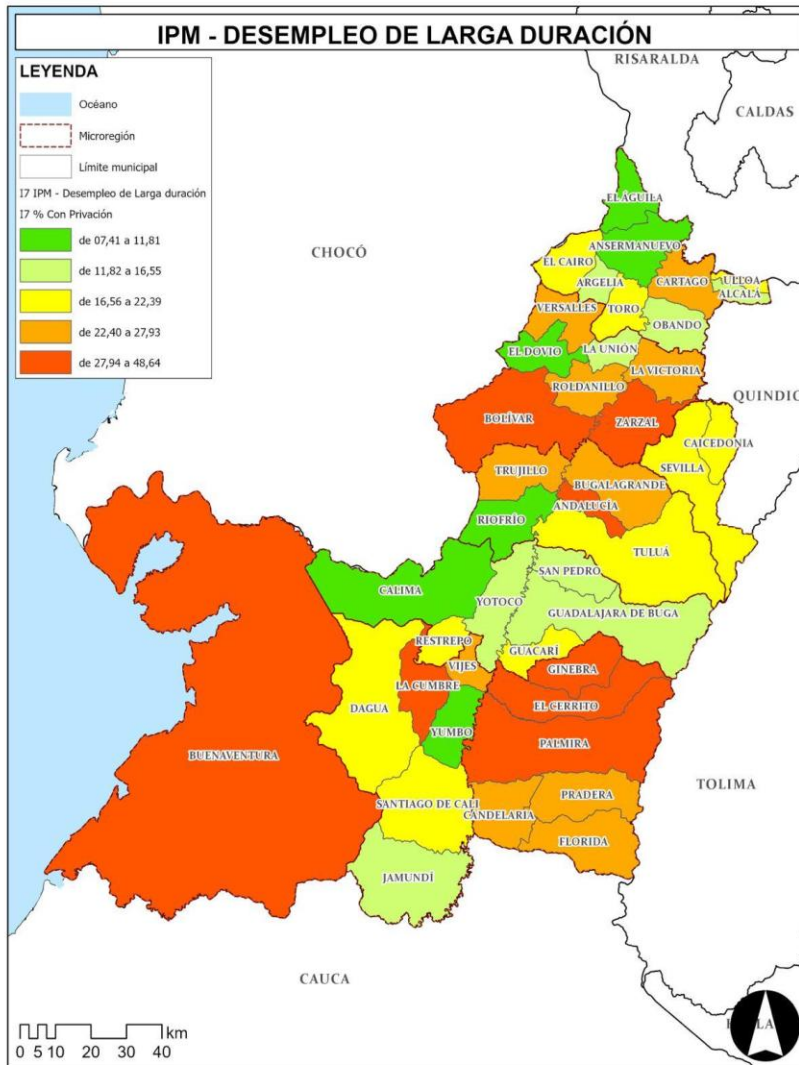 IPM - DESEMPLEO DE LARGA DURACIÓN
LEYENDA
Océano
Microregión
Límite municipal
I7 IPM - Desempleo de Larga duración
I7 % Con Privación
de 07,41 a 11,81
de 11,82 a 16,55
de 16,56 a 22,39
de 22,40 a 27,93
de 27,94 a 48,64
RISARALDA
CALDAS
CHOCÓ
QUINDIO
TOLIMA
CAUCA
EL ÁGUILA
ANSERMANUEVO
EL CAIRO
ARGELIA
CARTAGO
ULLOA
ALCALÁ
VERSALLES
TORO
OBANDO
EL DOVIO
LA UNIÓN
LA VICTORIA
ROLDANILLO
BOLÍVAR
ZARZAL
CAICEDONIA
SEVILLA
TRUJILLO
BUGALAGRANDE
ANDALUCÍA
RIOFRÍO
TULUÁ
SAN PEDRO
CALIMA
YOTOCO
GUADALAJARA DE BUGA
RESTREPO
GUACARÍ
VIJES
GINEBRA
LA CUMBRE
EL CERRITO
DAGUA
YUMBO
PALMIRA
BUENAVENTURA
SANTIAGO DE CALI
CANDELARIA
PRADERA
FLORIDA
JAMUNDÍ
km
0 5 10 20 30 40